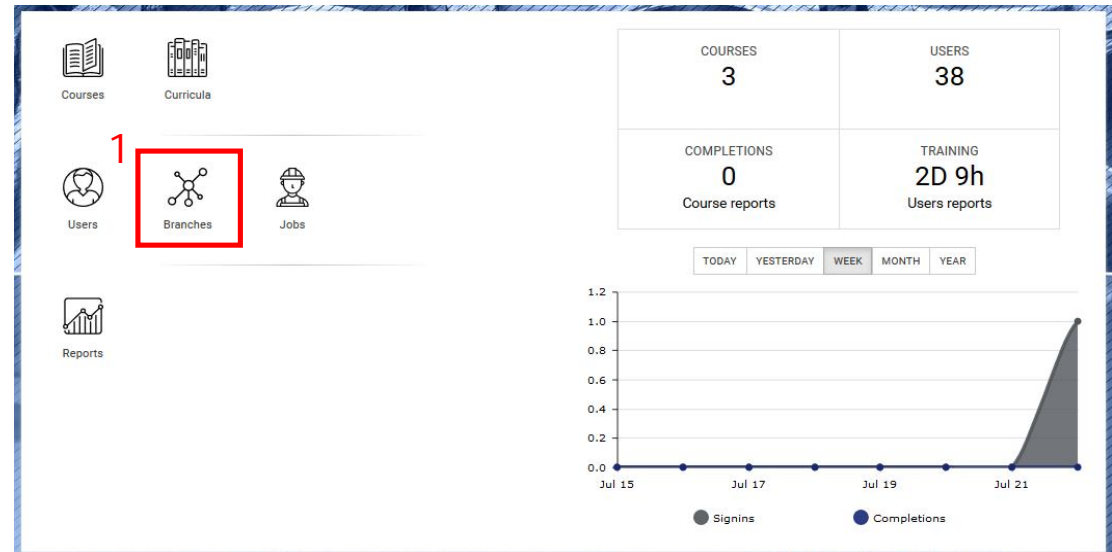 Courses Curricula
1
Users Branches Jobs
Reports
COURSES USERS
3 38
COMPLETIONS TRAINING
0 2D 9h
Course reports Users reports
TODAY YESTERDAY WEEK MONTH YEAR
1.2
1.0
0.8
0.6
0.4
0.2
0.0
Jul 15 Jul 17 Jul 19 Jul 21
Signins Completions